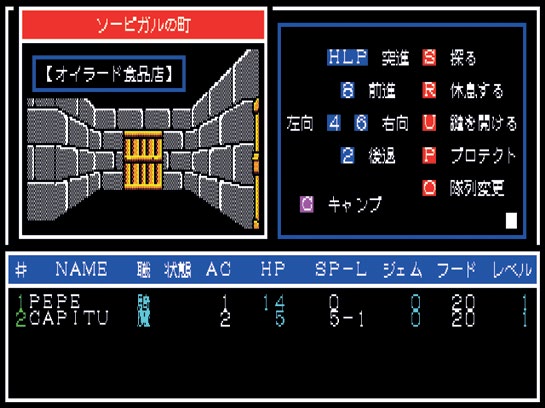 ソーピガルの町
【オイラード食品店】
HLP 突進 S 探る
8 前進 R 休息する
左向 4 6 右向 U 鍵を開ける
2 後退 P プロテクト
O 隊列変更
C キャンプ
# NAME 職 状態 AC HP SP-L ジェム フード レベル
1 PEPE 1 14 0 0 20 1
2 CAPITU 2 5 5-1 0 20 1